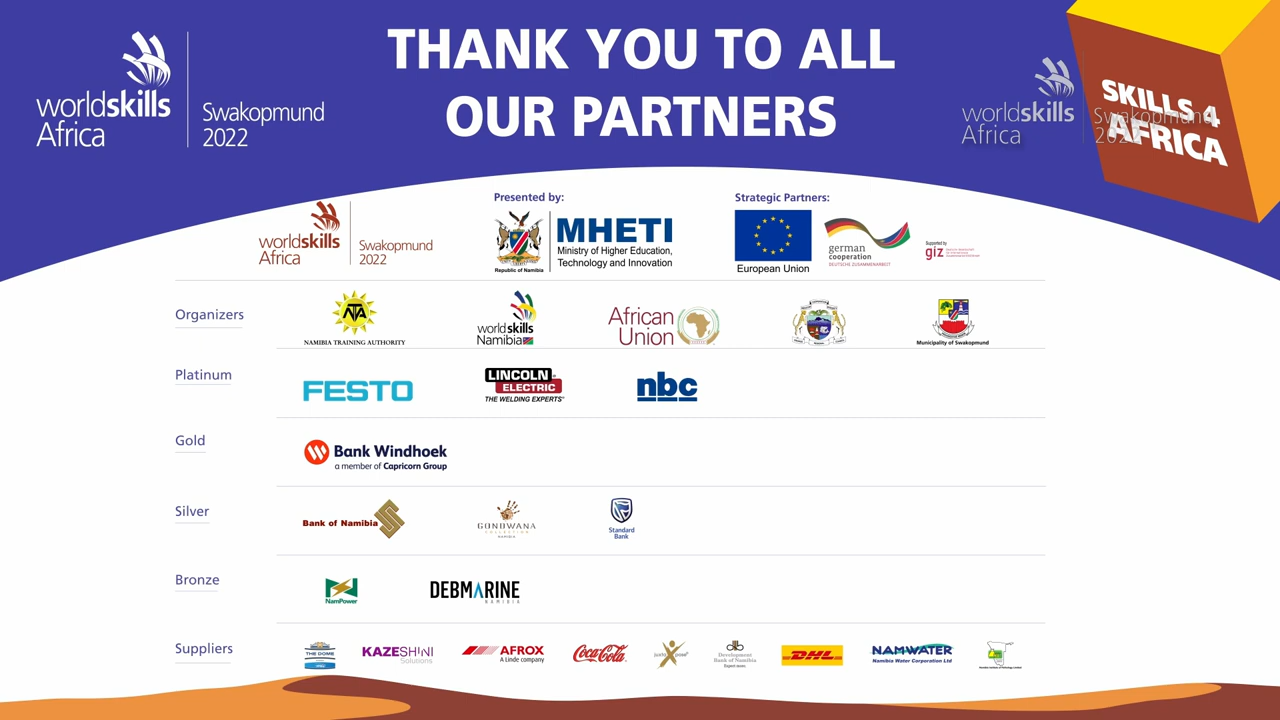 THANK YOU TO ALL
OUR PARTNERS
worldskills
Africa
Swakopmund
2022
worldskills
Africa
Swakopmund
2022
SKILLS 4
AFRICA
worldskills
Africa
Swakopmund
2022
Presented by:
Republic of Namibia
MHETI
Ministry of Higher Education,
Technology and Innovation
Strategic Partners:
European Union
german
cooperation
DEUTSCHE ZUSAMMENARBEIT
Supported by
giz
Organizers
NTA
NAMIBIA TRAINING AUTHORITY
worldskills
Namibia
African
Union
Municipality of Swakopmund
Platinum
FESTO
LINCOLN
ELECTRIC
THE WELDING EXPERTS®
nbc
Gold
Bank Windhoek
a member of Capricorn Group
Silver
Bank of Namibia
GONDWANA
COLLECTION
NAMIBIA
Standard
Bank
Bronze
NamPower
DEBMARINE
NAMIBIA
Suppliers
THE DOME
KAZESHINI
Solutions
AFROX
A Linde company
Coca-Cola
Development
Bank of Namibia
DHL
NAMWATER
Namibia Water Corporation Ltd